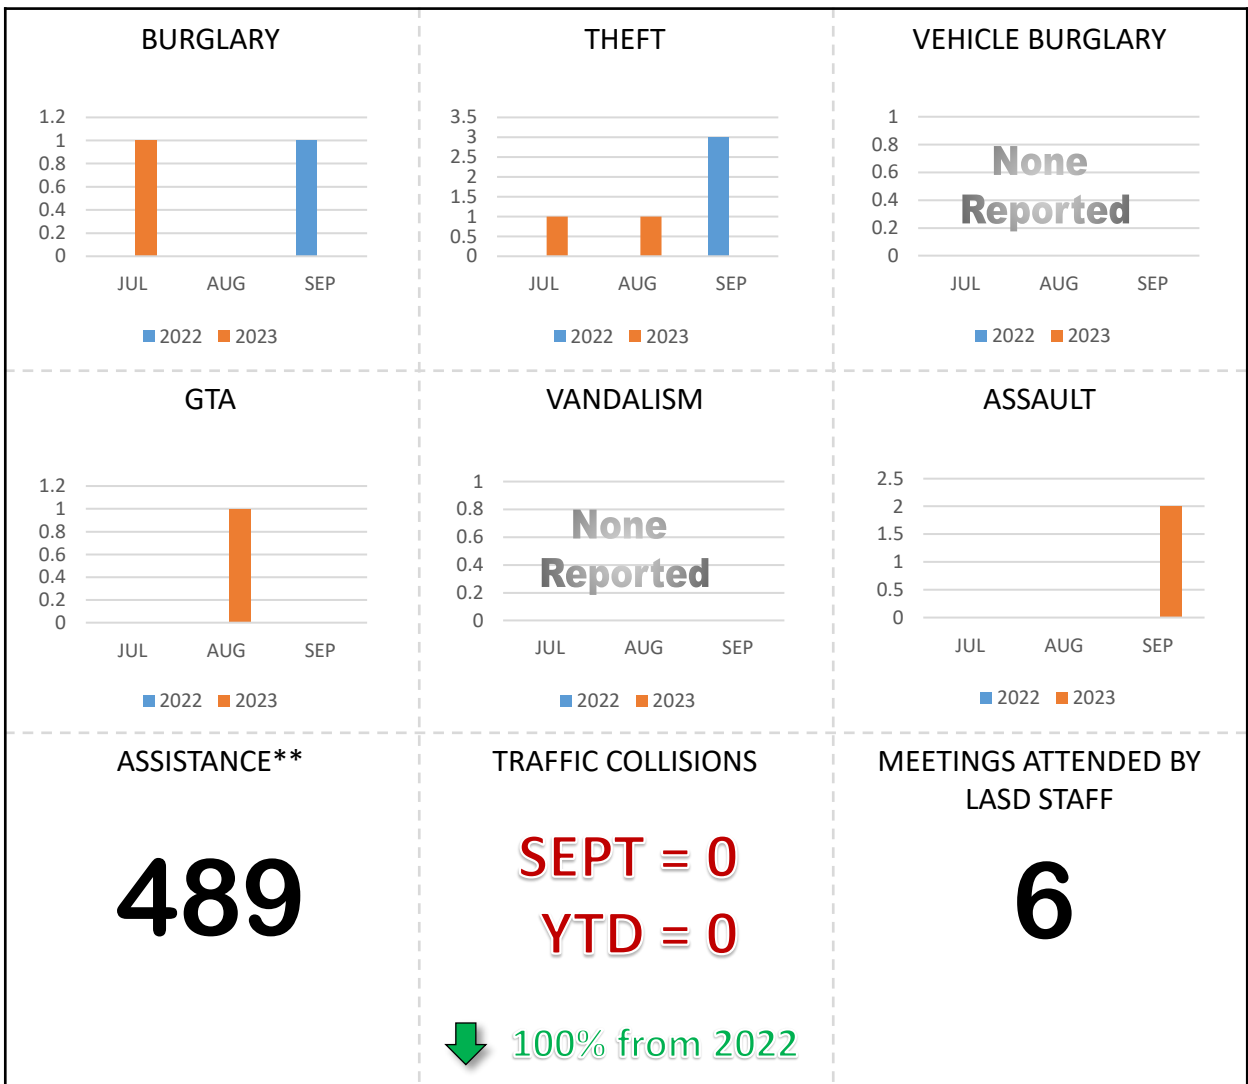 BURGLARY
1.2
1
0.8
0.6
0.4
0.2
0
JUL AUG SEP
2022 2023
THEFT
3.5
3
2.5
2
1.5
1
0.5
0
JUL AUG SEP
2022 2023
VEHICLE BURGLARY
1
0.8
0.6
0.4
0.2
0
None
Reported
JUL AUG SEP
2022 2023
GTA
1.2
1
0.8
0.6
0.4
0.2
0
JUL AUG SEP
2022 2023
VANDALISM
1
0.8
0.6
0.4
0.2
0
None
Reported
JUL AUG SEP
2022 2023
ASSAULT
2.5
2
1.5
1
0.5
0
JUL AUG SEP
2022 2023
ASSISTANCE**
489
TRAFFIC COLLISIONS
SEPT = 0
YTD = 0
100% from 2022
MEETINGS ATTENDED BY
LASD STAFF
6